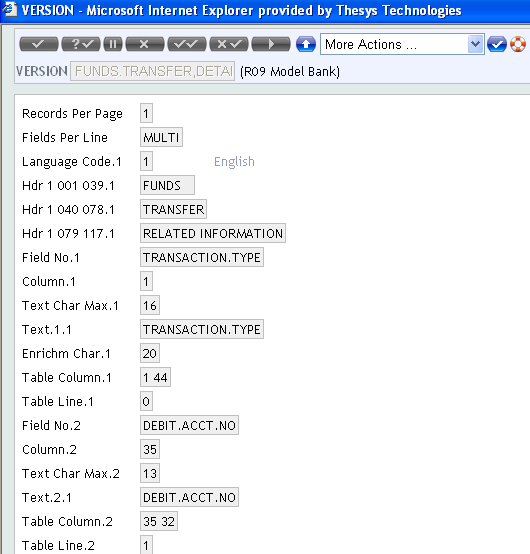 VERSION - Microsoft Internet Explorer provided by Thesys Technologies
More Actions ...
VERSION FUNDS.TRANSFER,DETAI (R09 Model Bank)
Records Per Page 1
Fields Per Line MULTI
Language Code.1 1 English
Hdr 1 001 039.1 FUNDS
Hdr 1 040 078.1 TRANSFER
Hdr 1 079 117.1 RELATED INFORMATION
Field No.1 TRANSACTION.TYPE
Column.1 1
Text Char Max.1 16
Text.1.1 TRANSACTION.TYPE
Enrichm Char.1 20
Table Column.1 1 44
Table Line.1 0
Field No.2 DEBIT.ACCT.NO
Column.2 35
Text Char Max.2 13
Text.2.1 DEBIT.ACCT.NO
Table Column.2 35 32
Table Line.2 1